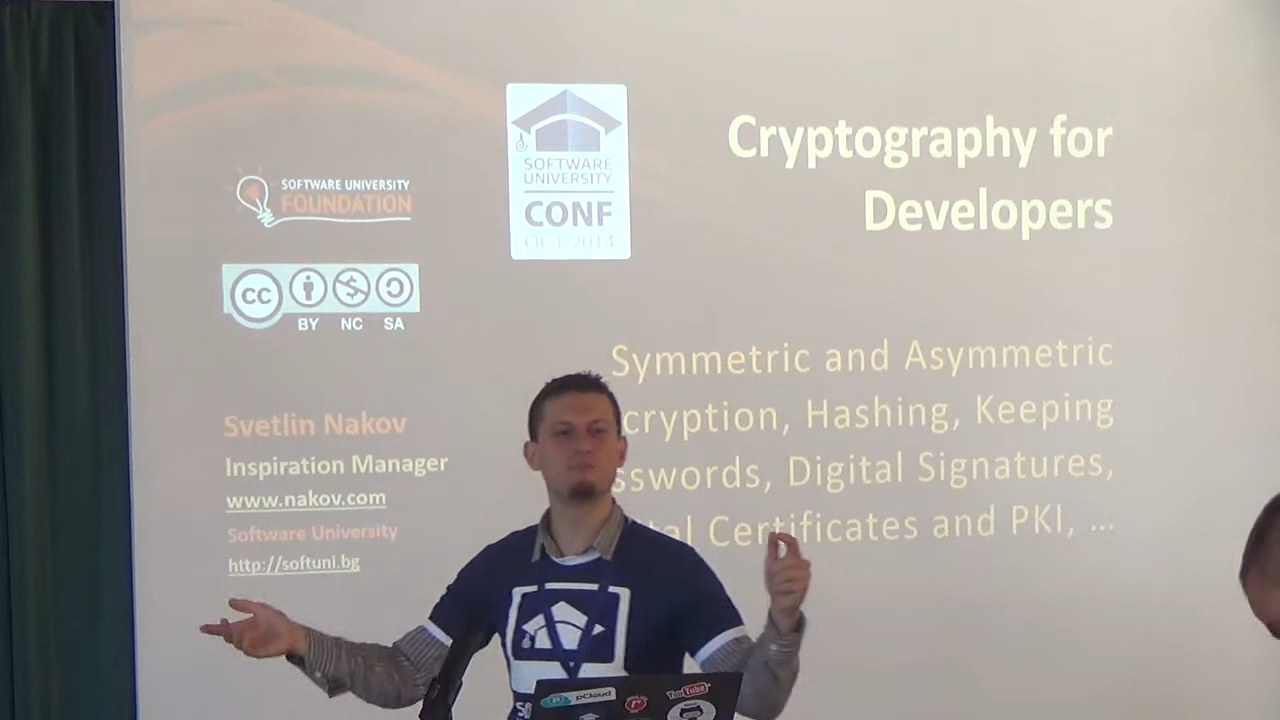 SOFTWARE UNIVERSITY
FOUNDATION
cc
BY NC SA
Svetlin Nakov
Inspiration Manager
www.nakov.com
Software University
http://softuni.bg
SOFTWARE
UNIVERSITY
CONF
OCT 2014
Cryptography for
Developers
Symmetric and Asymmetric
cryption, Hashing, Keeping
sswords, Digital Signatures,
Certificates and PKI, ...
pCloud
YouTube